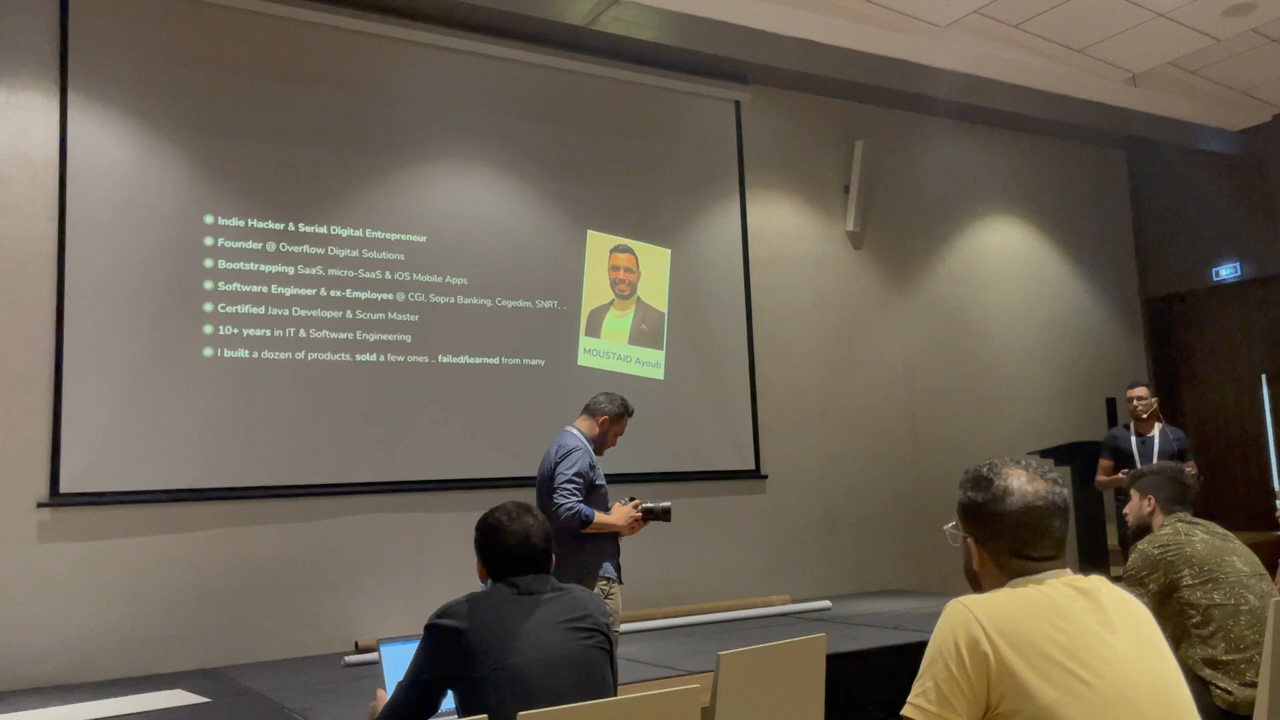 Indie Hacker & Serial Digital Entrepreneur
Founder @ Overflow Digital Solutions
Bootstrapping SaaS, micro-SaaS & iOS Mobile Apps
Software Engineer & ex-Employee @ CGI, Sopra Banking, Cegedim, SNRT, ..
Certified Java Developer & Scrum Master
10+ years in IT & Software Engineering
I built a dozen of products, sold a few ones .. failed/learned from many
MOUSTAID Ayoub